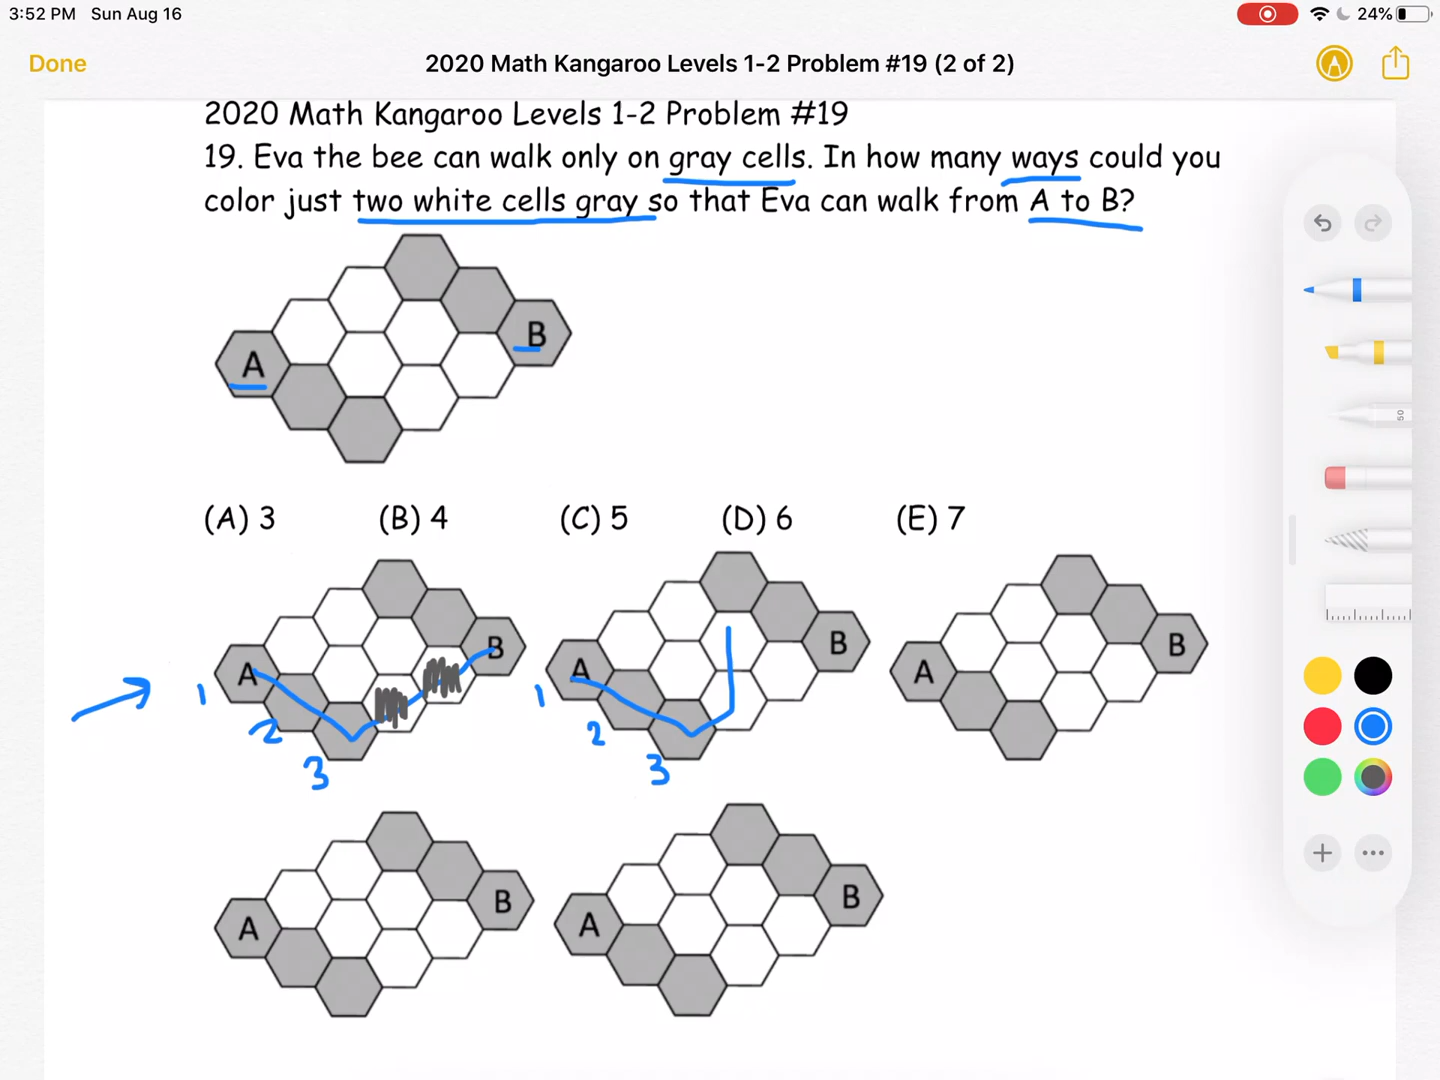 3:52 PM Sun Aug 16
24%
Done
2020 Math Kangaroo Levels 1-2 Problem #19 (2 of 2)
2020 Math Kangaroo Levels 1-2 Problem #19
19. Eva the bee can walk only on gray cells. In how many ways could you
color just two white cells gray so that Eva can walk from A to B?
B
A
50
(A) 3 (B) 4 (C) 5 (D) 6 (E) 7
A B A B A B
1 1
2 2
3 3
A B A B